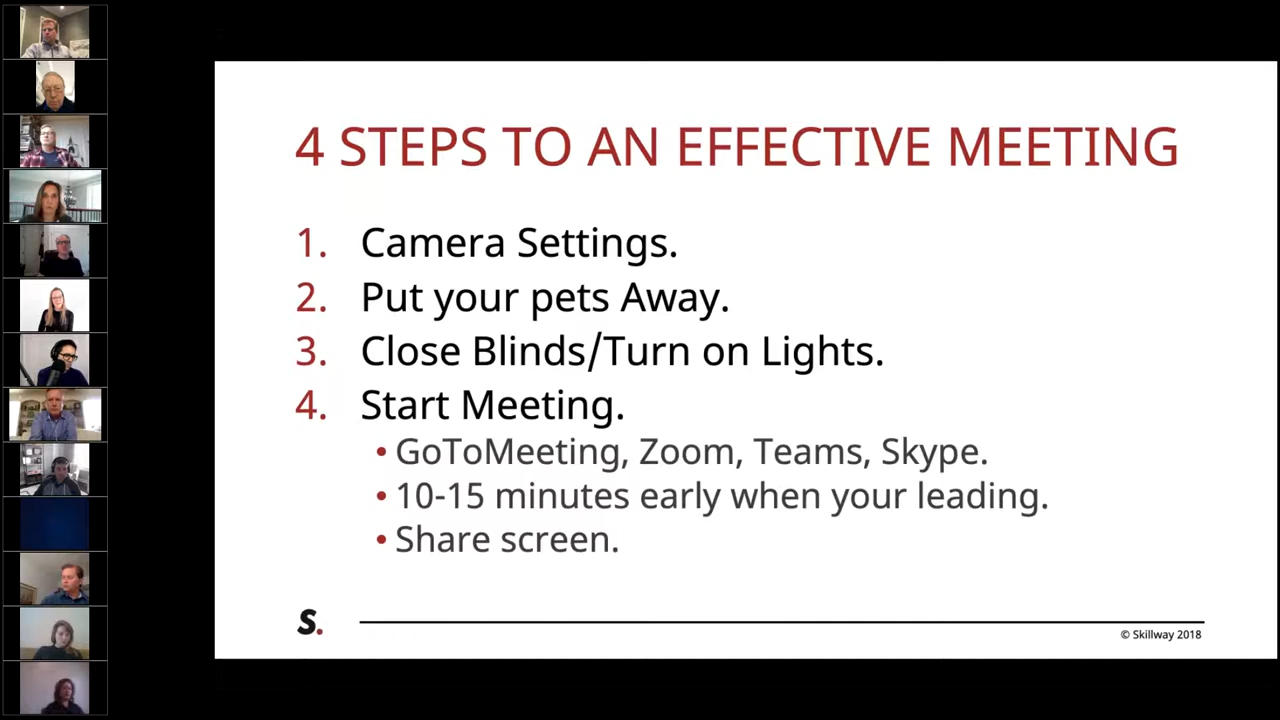 4 STEPS TO AN EFFECTIVE MEETING
1. Camera Settings.
2. Put your pets Away.
3. Close Blinds/Turn on Lights.
4. Start Meeting.
• GoToMeeting, Zoom, Teams, Skype.
• 10-15 minutes early when your leading.
• Share screen.
S.
© Skillway 2018